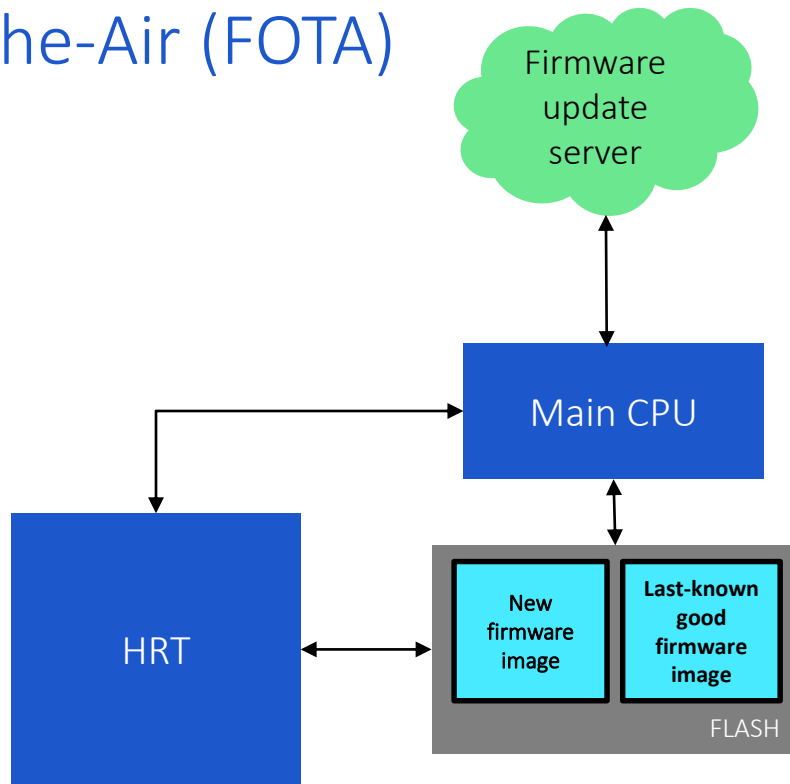 he-Air (FOTA)
Firmware
update
server
Main CPU
HRT
New
firmware
image
Last-known
good
firmware
image
FLASH